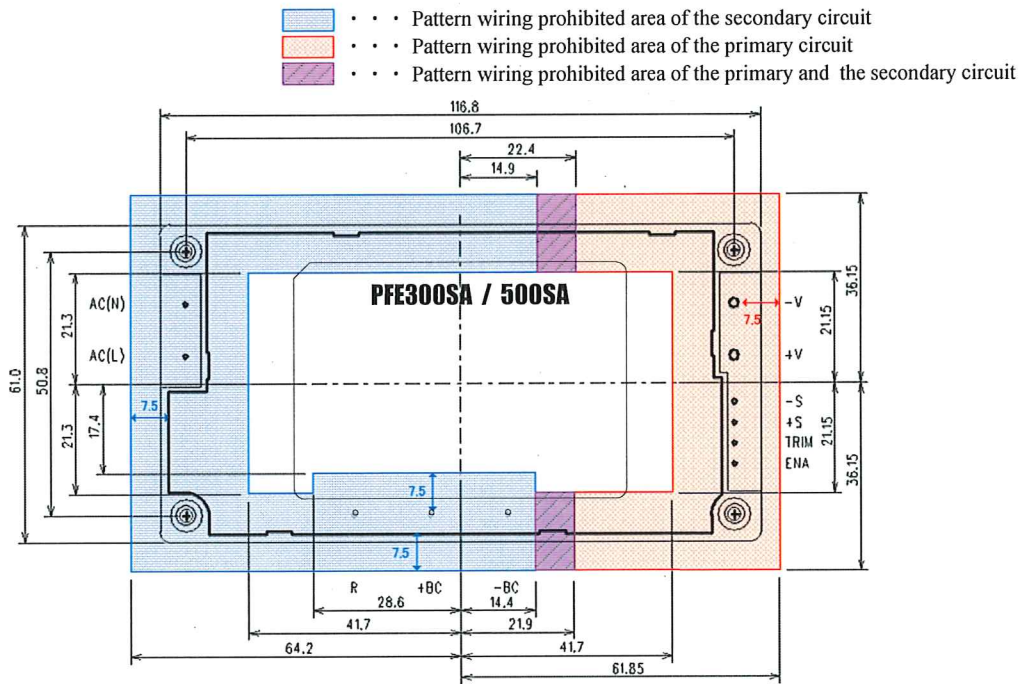 · · · Pattern wiring prohibited area of the secondary circuit
· · · Pattern wiring prohibited area of the primary circuit
· · · Pattern wiring prohibited area of the primary and the secondary circuit
116.8
106.7
22.4
14.9
PFE300SA / 500SA
AC(N)
AC(L)
61.0
50.8
21.3
21.3
17.4
7.5
7.5
7.5
7.5
-V
+V
-S
+S
TRIM
ENA
21.15
21.15
36.15
36.15
R +BC -BC
28.6 14.4
41.7 21.9
64.2 41.7
61.85